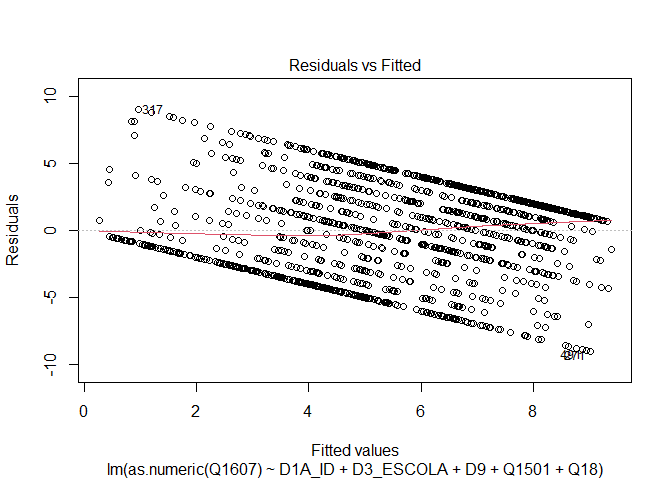 Residuals vs Fitted
Residuals
10
5
0
-5
-10
317
0
2
4
6
8
Fitted values
lm(as.numeric(Q1607) ~ D1A_ID + D3_ESCOLA + D9 + Q1501 + Q18)